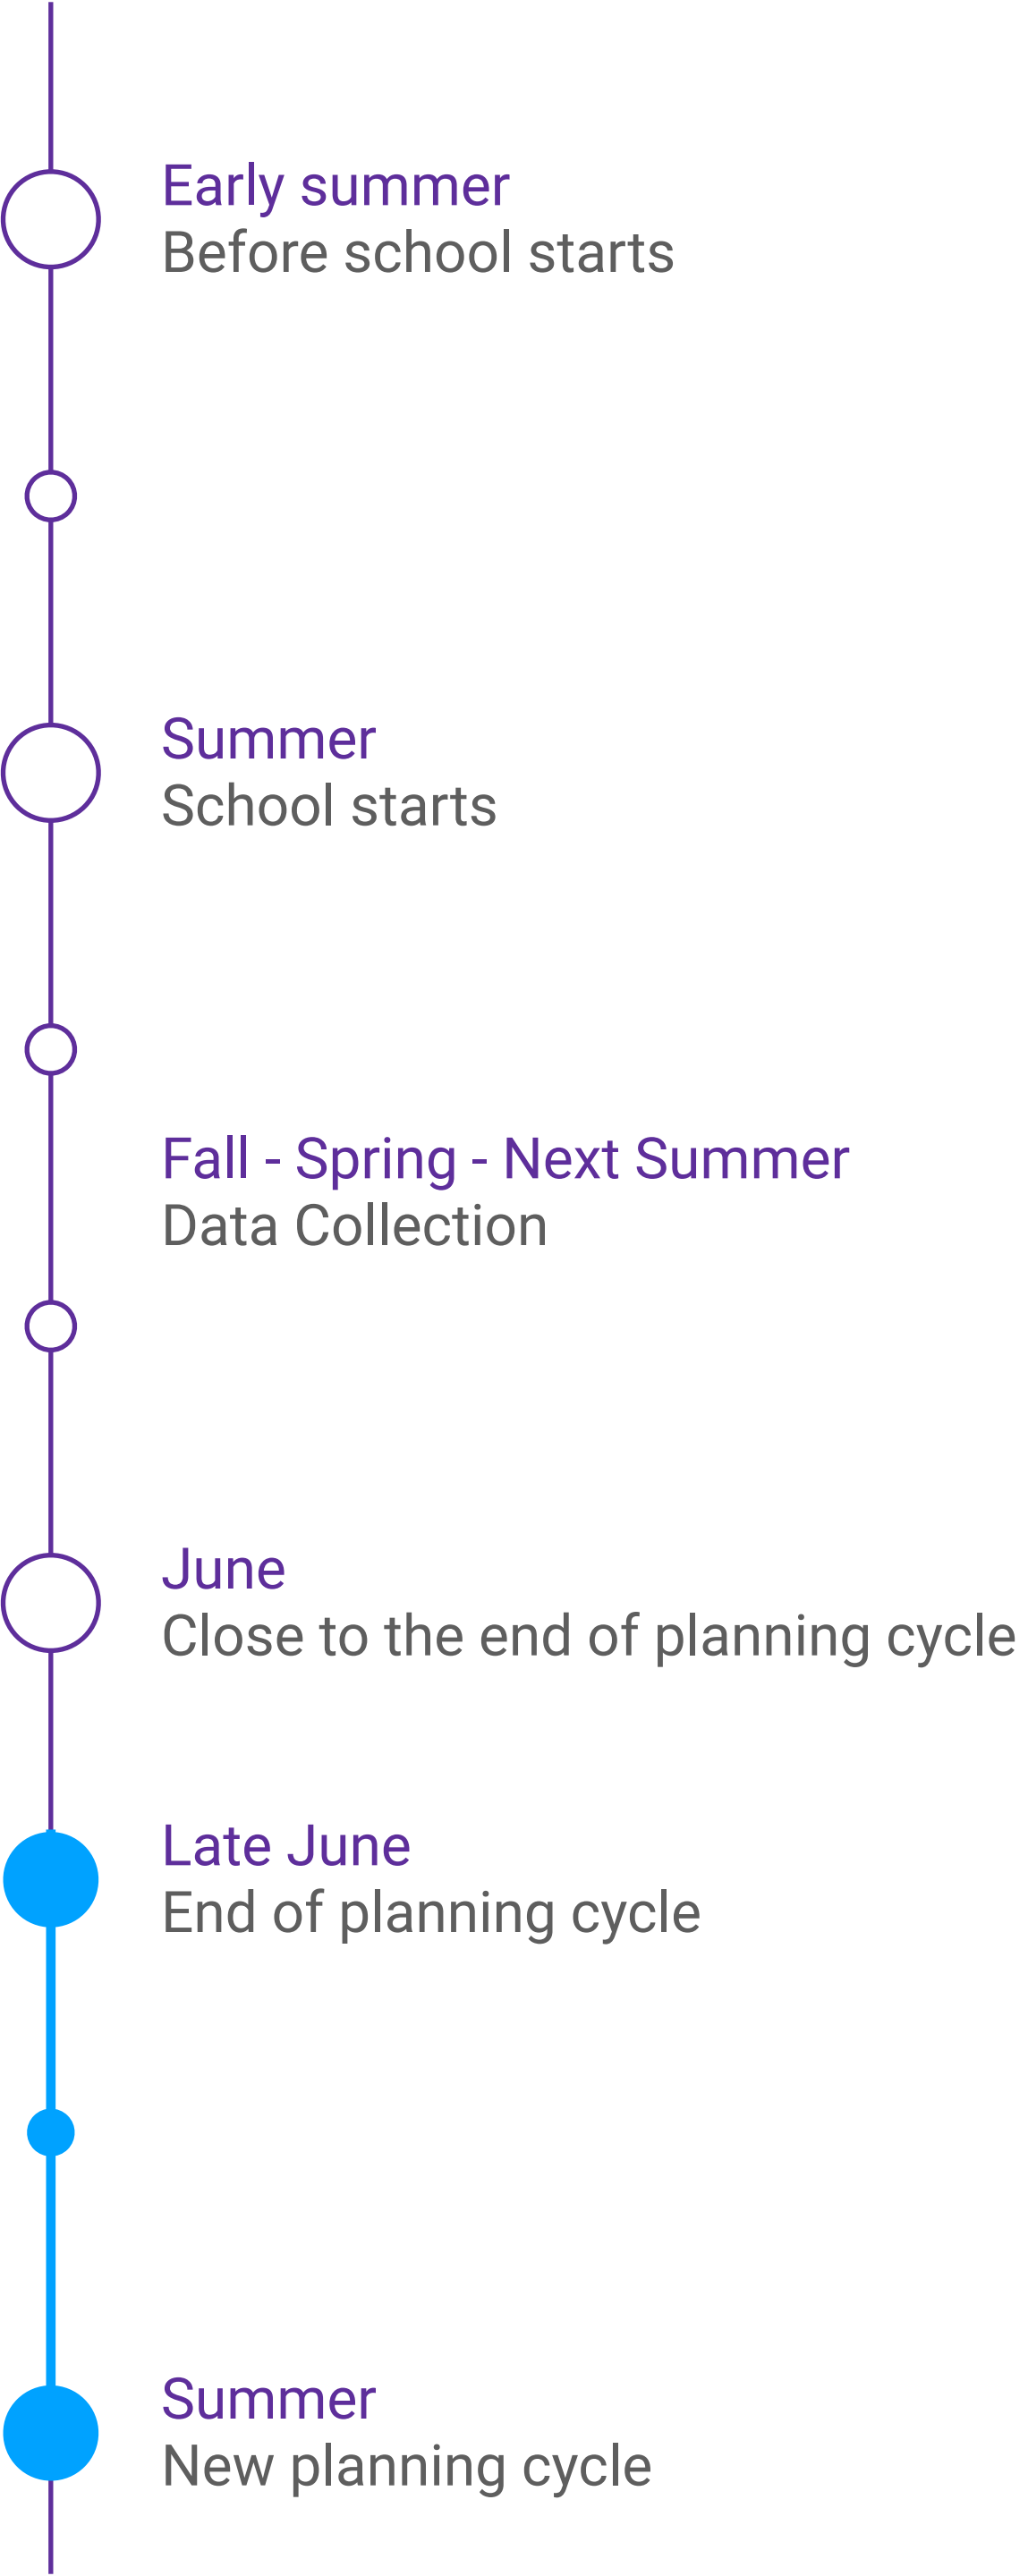 Early summer
Before school starts
Summer
School starts
Fall - Spring - Next Summer
Data Collection
June
Close to the end of planning cycle
Late June
End of planning cycle
Summer
New planning cycle